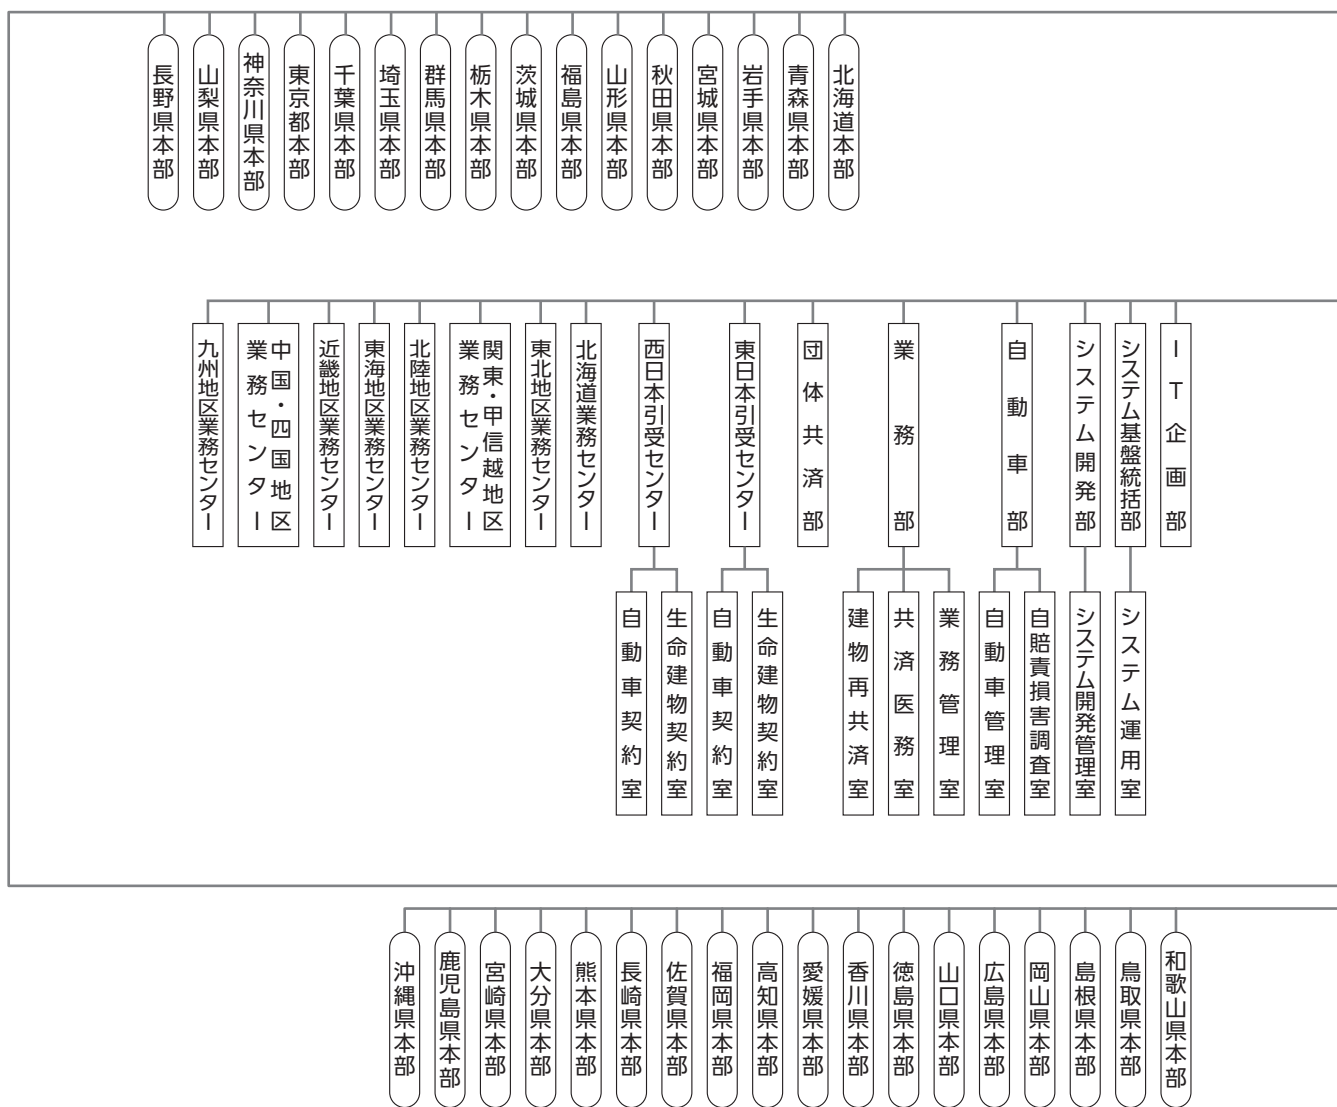 北海道本部
青森県本部
岩手県本部
宮城県本部
秋田県本部
山形県本部
福島県本部
茨城県本部
栃木県本部
群馬県本部
埼玉県本部
千葉県本部
東京都本部
神奈川県本部
山梨県本部
長野県本部
IT企画部
システム基盤統括部
システム開発部
自動車部
業務部
団体共済部
東日本引受センター
西日本引受センター
北海道業務センター
東北地区業務センター
関東・甲信越地区
業務センター
北陸地区業務センター
東海地区業務センター
近畿地区業務センター
中国・四国地区
業務センター
九州地区業務センター
システム運用室
システム開発管理室
自賠責損害調査室
自動車管理室
業務管理室
共済医務室
建物再共済室
生命建物契約室
自動車契約室
生命建物契約室
自動車契約室
和歌山県本部
鳥取県本部
島根県本部
岡山県本部
広島県本部
山口県本部
徳島県本部
香川県本部
愛媛県本部
高知県本部
福岡県本部
佐賀県本部
長崎県本部
熊本県本部
大分県本部
宮崎県本部
鹿児島県本部
沖縄県本部